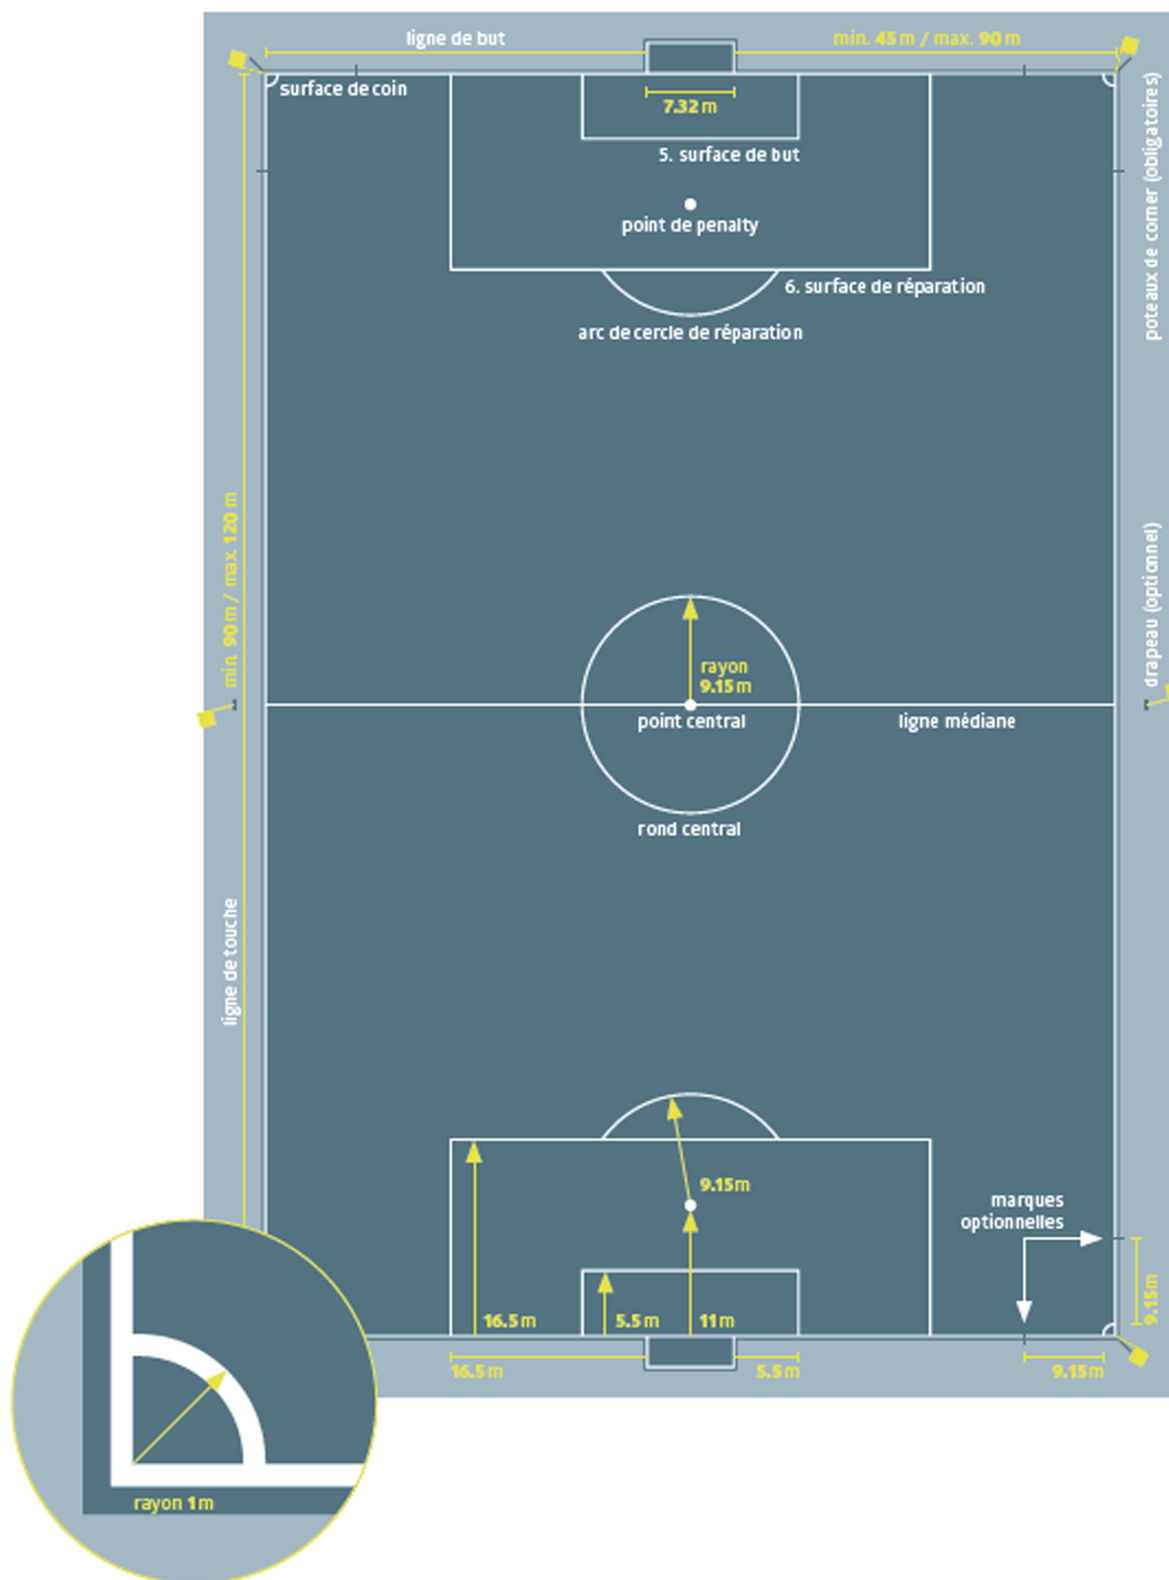 ligne de but
min. 45 m / max. 90 m
surface de coin
7.32 m
5. surface de but
point de penalty
6. surface de réparation
arc de cercle de réparation
poteaux de corner (obligatoires)
min. 90 m / max. 120 m
drapeau (optionnel)
rayon
9.15 m
point central
ligne médiane
rond central
ligne de touche
9.15 m
marques
optionnelles
16.5 m
5.5 m
11 m
9.15 m
16.5 m
5.5 m
9.15 m
rayon 1 m